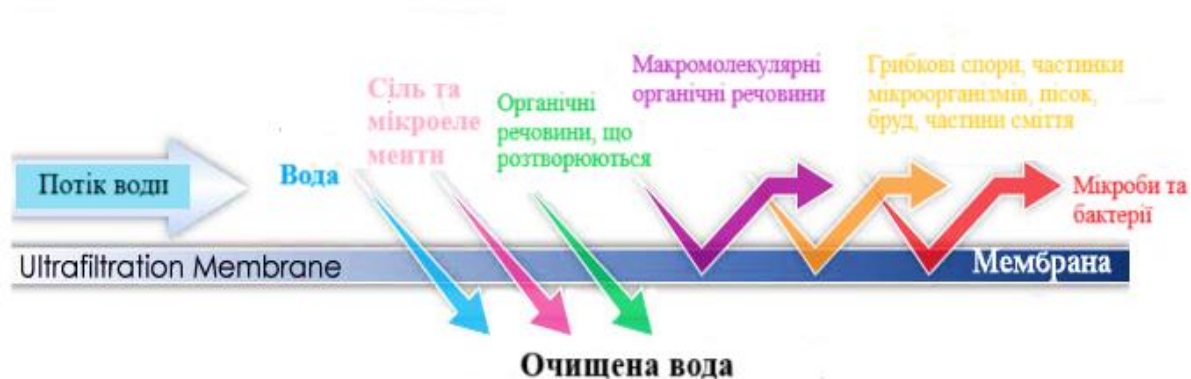 Потік води
Вода
Сіль та
мікроеле
менти
Органічні
речовини, що
розтворюються
Макромолекулярні
органічні речовини
Грибкові спори, частинки
мікроорганізмів, пісок,
бруд, частини сміття
Мікроби та
бактерії
Ultrafiltration Membrane
Мембрана
Очищена вода